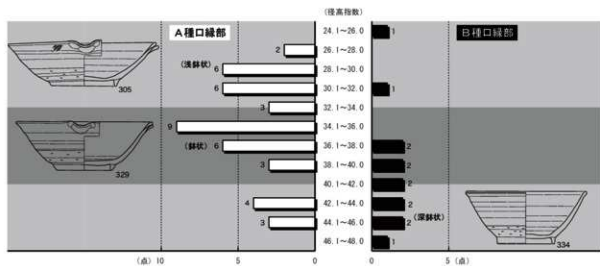 (径高指数)
A種口縁部
B種口縁部
24.1～26.0 1
2 26.1～28.0
(浅鉢状) 6 28.1～30.0
6 30.1～32.0 1
305
3 32.1～34.0
9 34.1～36.0
(鉢状) 6 36.1～38.0 2
3 38.1～40.0 2
329
40.1～42.0 2
4 42.1～44.0 2
3 44.1～46.0 2 (深鉢状)
46.1～48.0 1
334
(点) 10 5 0 0 5 (点)